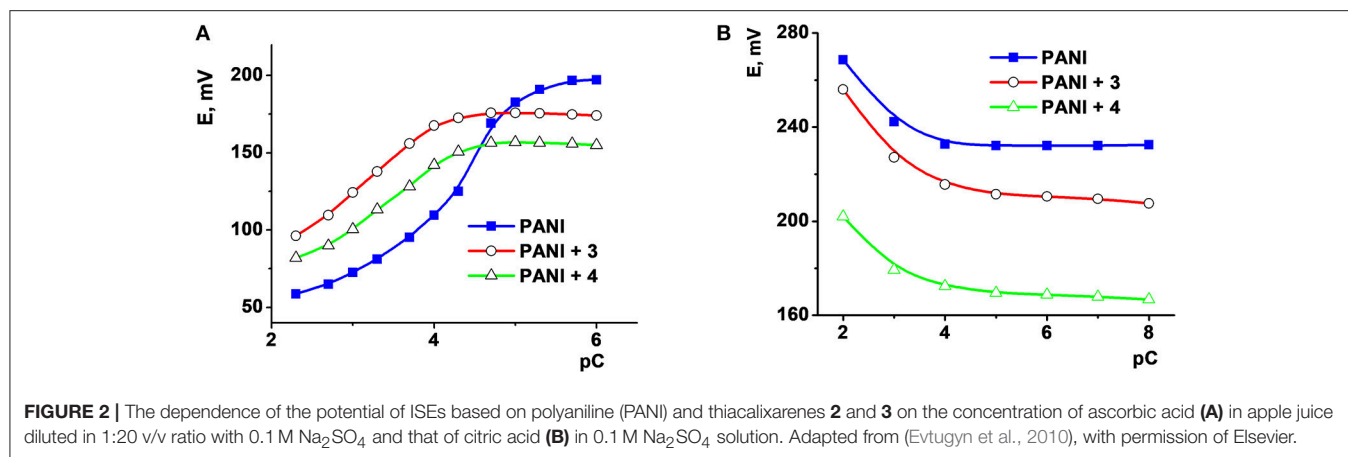 A
E, mV
200
150
100
50
2
4
6
pC
PANI
PANI + 3
PANI + 4
B
E, mV
280
240
200
160
2
4
6
8
pC
PANI
PANI + 3
PANI + 4
FIGURE 2 | The dependence of the potential of ISEs based on polyaniline (PANI) and thiacalixarenes 2 and 3 on the concentration of ascorbic acid (A) in apple juice
diluted in 1:20 v/v ratio with 0.1 M Na₂SO₄ and that of citric acid (B) in 0.1 M Na₂SO₄ solution. Adapted from (Evtugyn et al., 2010), with permission of Elsevier.